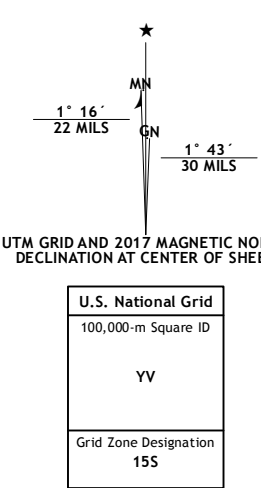 MN
1° 16´
22 MILS
GN
1° 43´
30 MILS
UTM GRID AND 2017 MAGNETIC NO
DECLINATION AT CENTER OF SHEE
U.S. National Grid
100,000-m Square ID
YV
Grid Zone Designation
15S